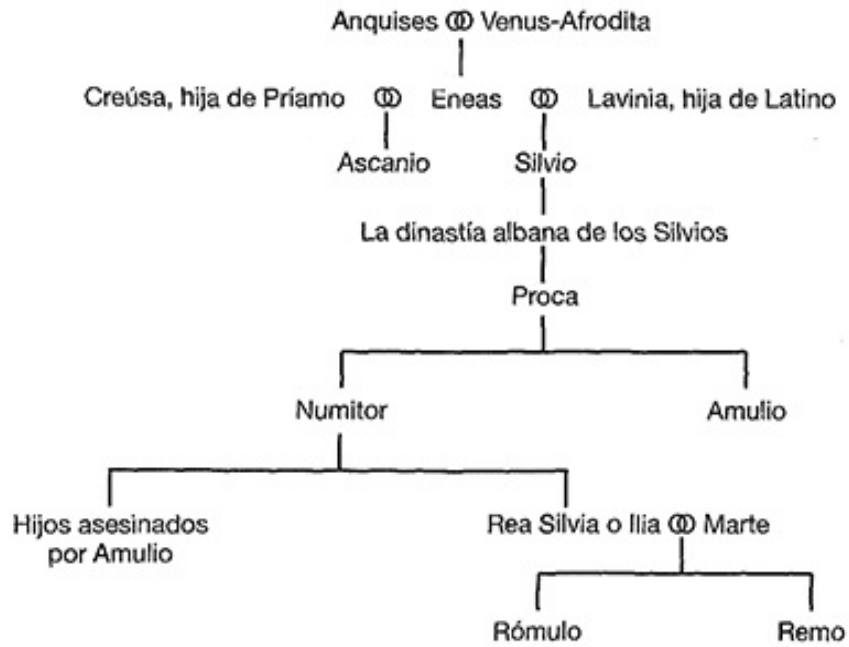 Anquises ⚭ Venus-Afrodita
Creúsa, hija de Príamo ⚭ Eneas ⚭ Lavinia, hija de Latino
Ascanio Silvio
La dinastía albana de los Silvios
Proca
Numitor Amulio
Hijos asesinados Rea Silvia o Ilia ⚭ Marte
por Amulio
Rómulo Remo